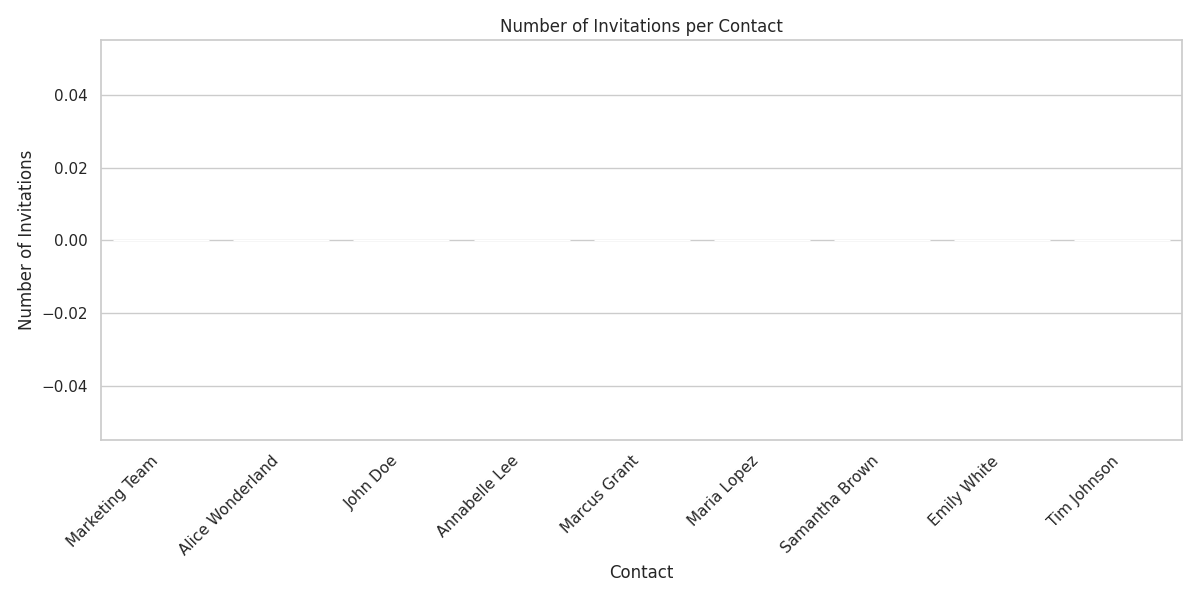 Number of Invitations per Contact
Number of Invitations
0.04
0.02
0.00
−0.02
−0.04
Marketing Team
Alice Wonderland
John Doe
Annabelle Lee
Marcus Grant
Maria Lopez
Samantha Brown
Emily White
Tim Johnson
Contact